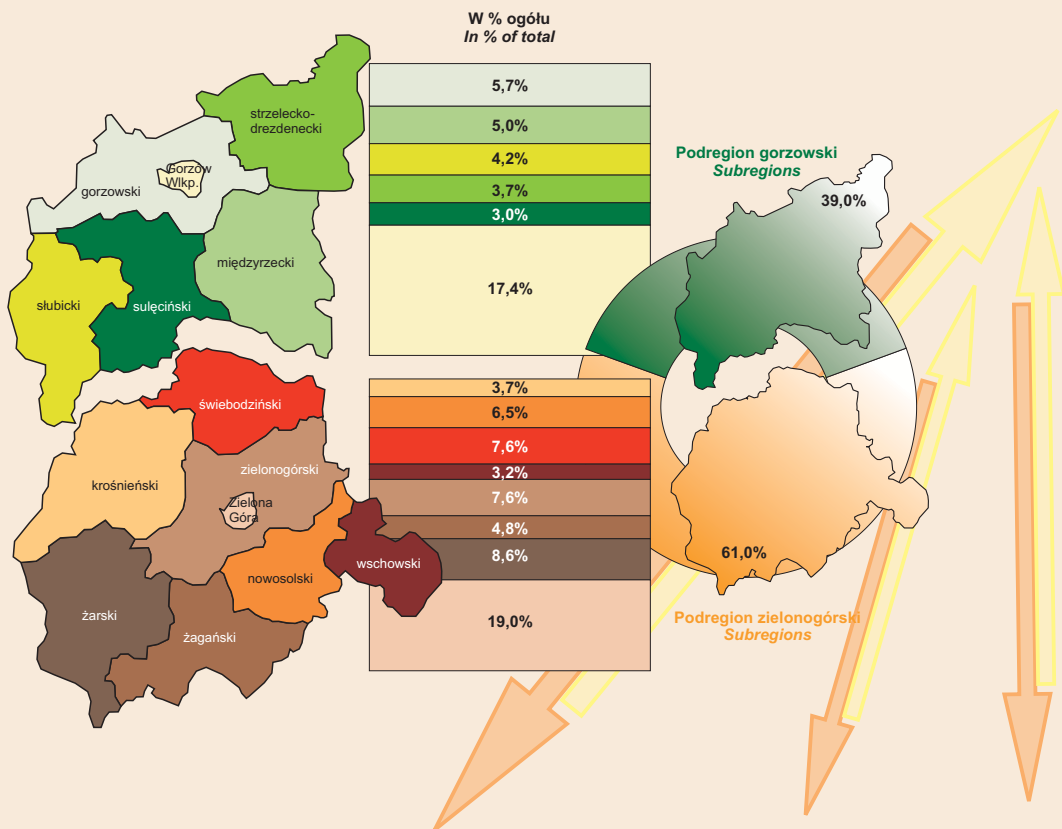 W % ogółu
In % of total
5,7%
5,0%
4,2%
3,7%
3,0%
17,4%
3,7%
6,5%
7,6%
3,2%
7,6%
4,8%
8,6%
19,0%
strzelecko-
drezdenecki
Gorzow
Wlkp.
gorzowski
międzyrzecki
słubicki
sulęciński
świebodziński
zielonogórski
krośnieński
Zielona
Góra
nowosolski
wschowski
żarski
żagański
Podregion gorzowski
Subregions
39,0%
61,0%
Podregion zielonogórski
Subregions